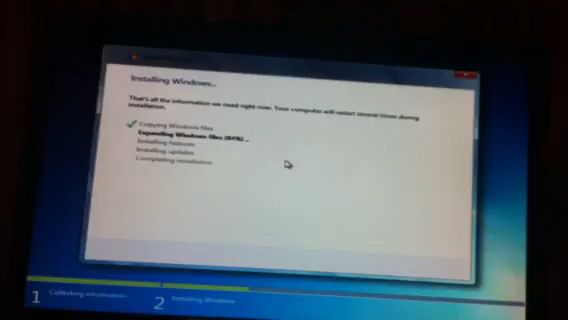 Installing Windows...
That's all the information we need right now. Your computer will restart several times during
installation.
Copying Windows files
Expanding Windows files ...
Installing features
Installing updates
Completing installation
1 Collecting information
2 Installing Windows